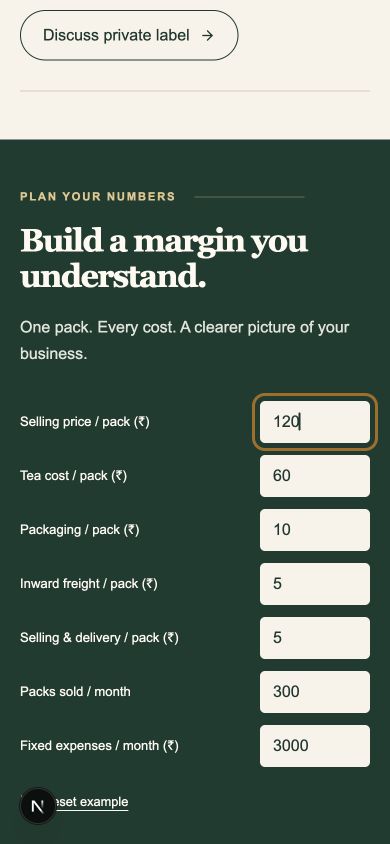 Discuss private label →
PLAN YOUR NUMBERS
Build a margin you
understand.
One pack. Every cost. A clearer picture of your
business.
Selling price / pack (₹) 120
Tea cost / pack (₹) 60
Packaging / pack (₹) 10
Inward freight / pack (₹) 5
Selling & delivery / pack (₹) 5
Packs sold / month 300
Fixed expenses / month (₹) 3000
N
example